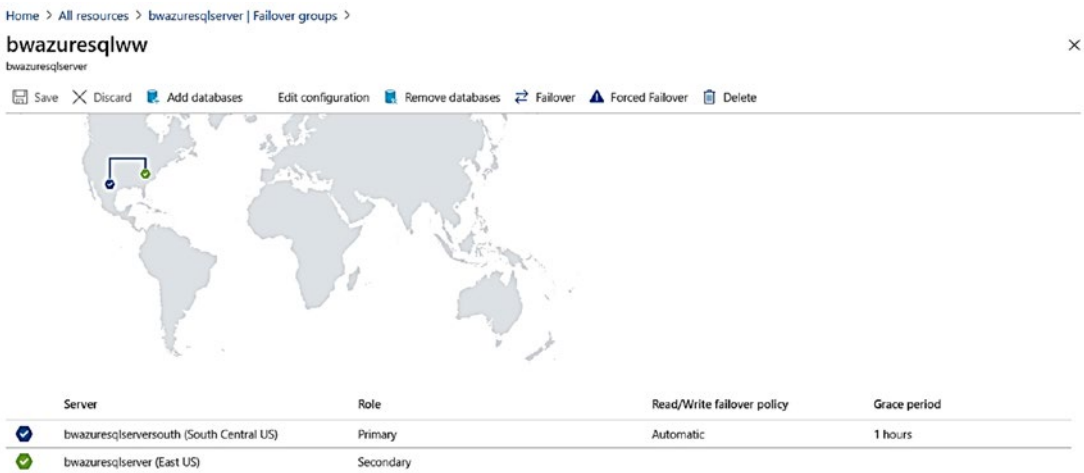 Home > All resources > bwazuresqlserver | Failover groups >
bwazuresqlww
bwazuresqlserver
Save Discard Add databases Edit configuration Remove databases Failover Forced Failover Delete
Server Role Read/Write failover policy Grace period
bwazuresqlserversouth (South Central US) Primary Automatic 1 hours
bwazuresqlserver (East US) Secondary